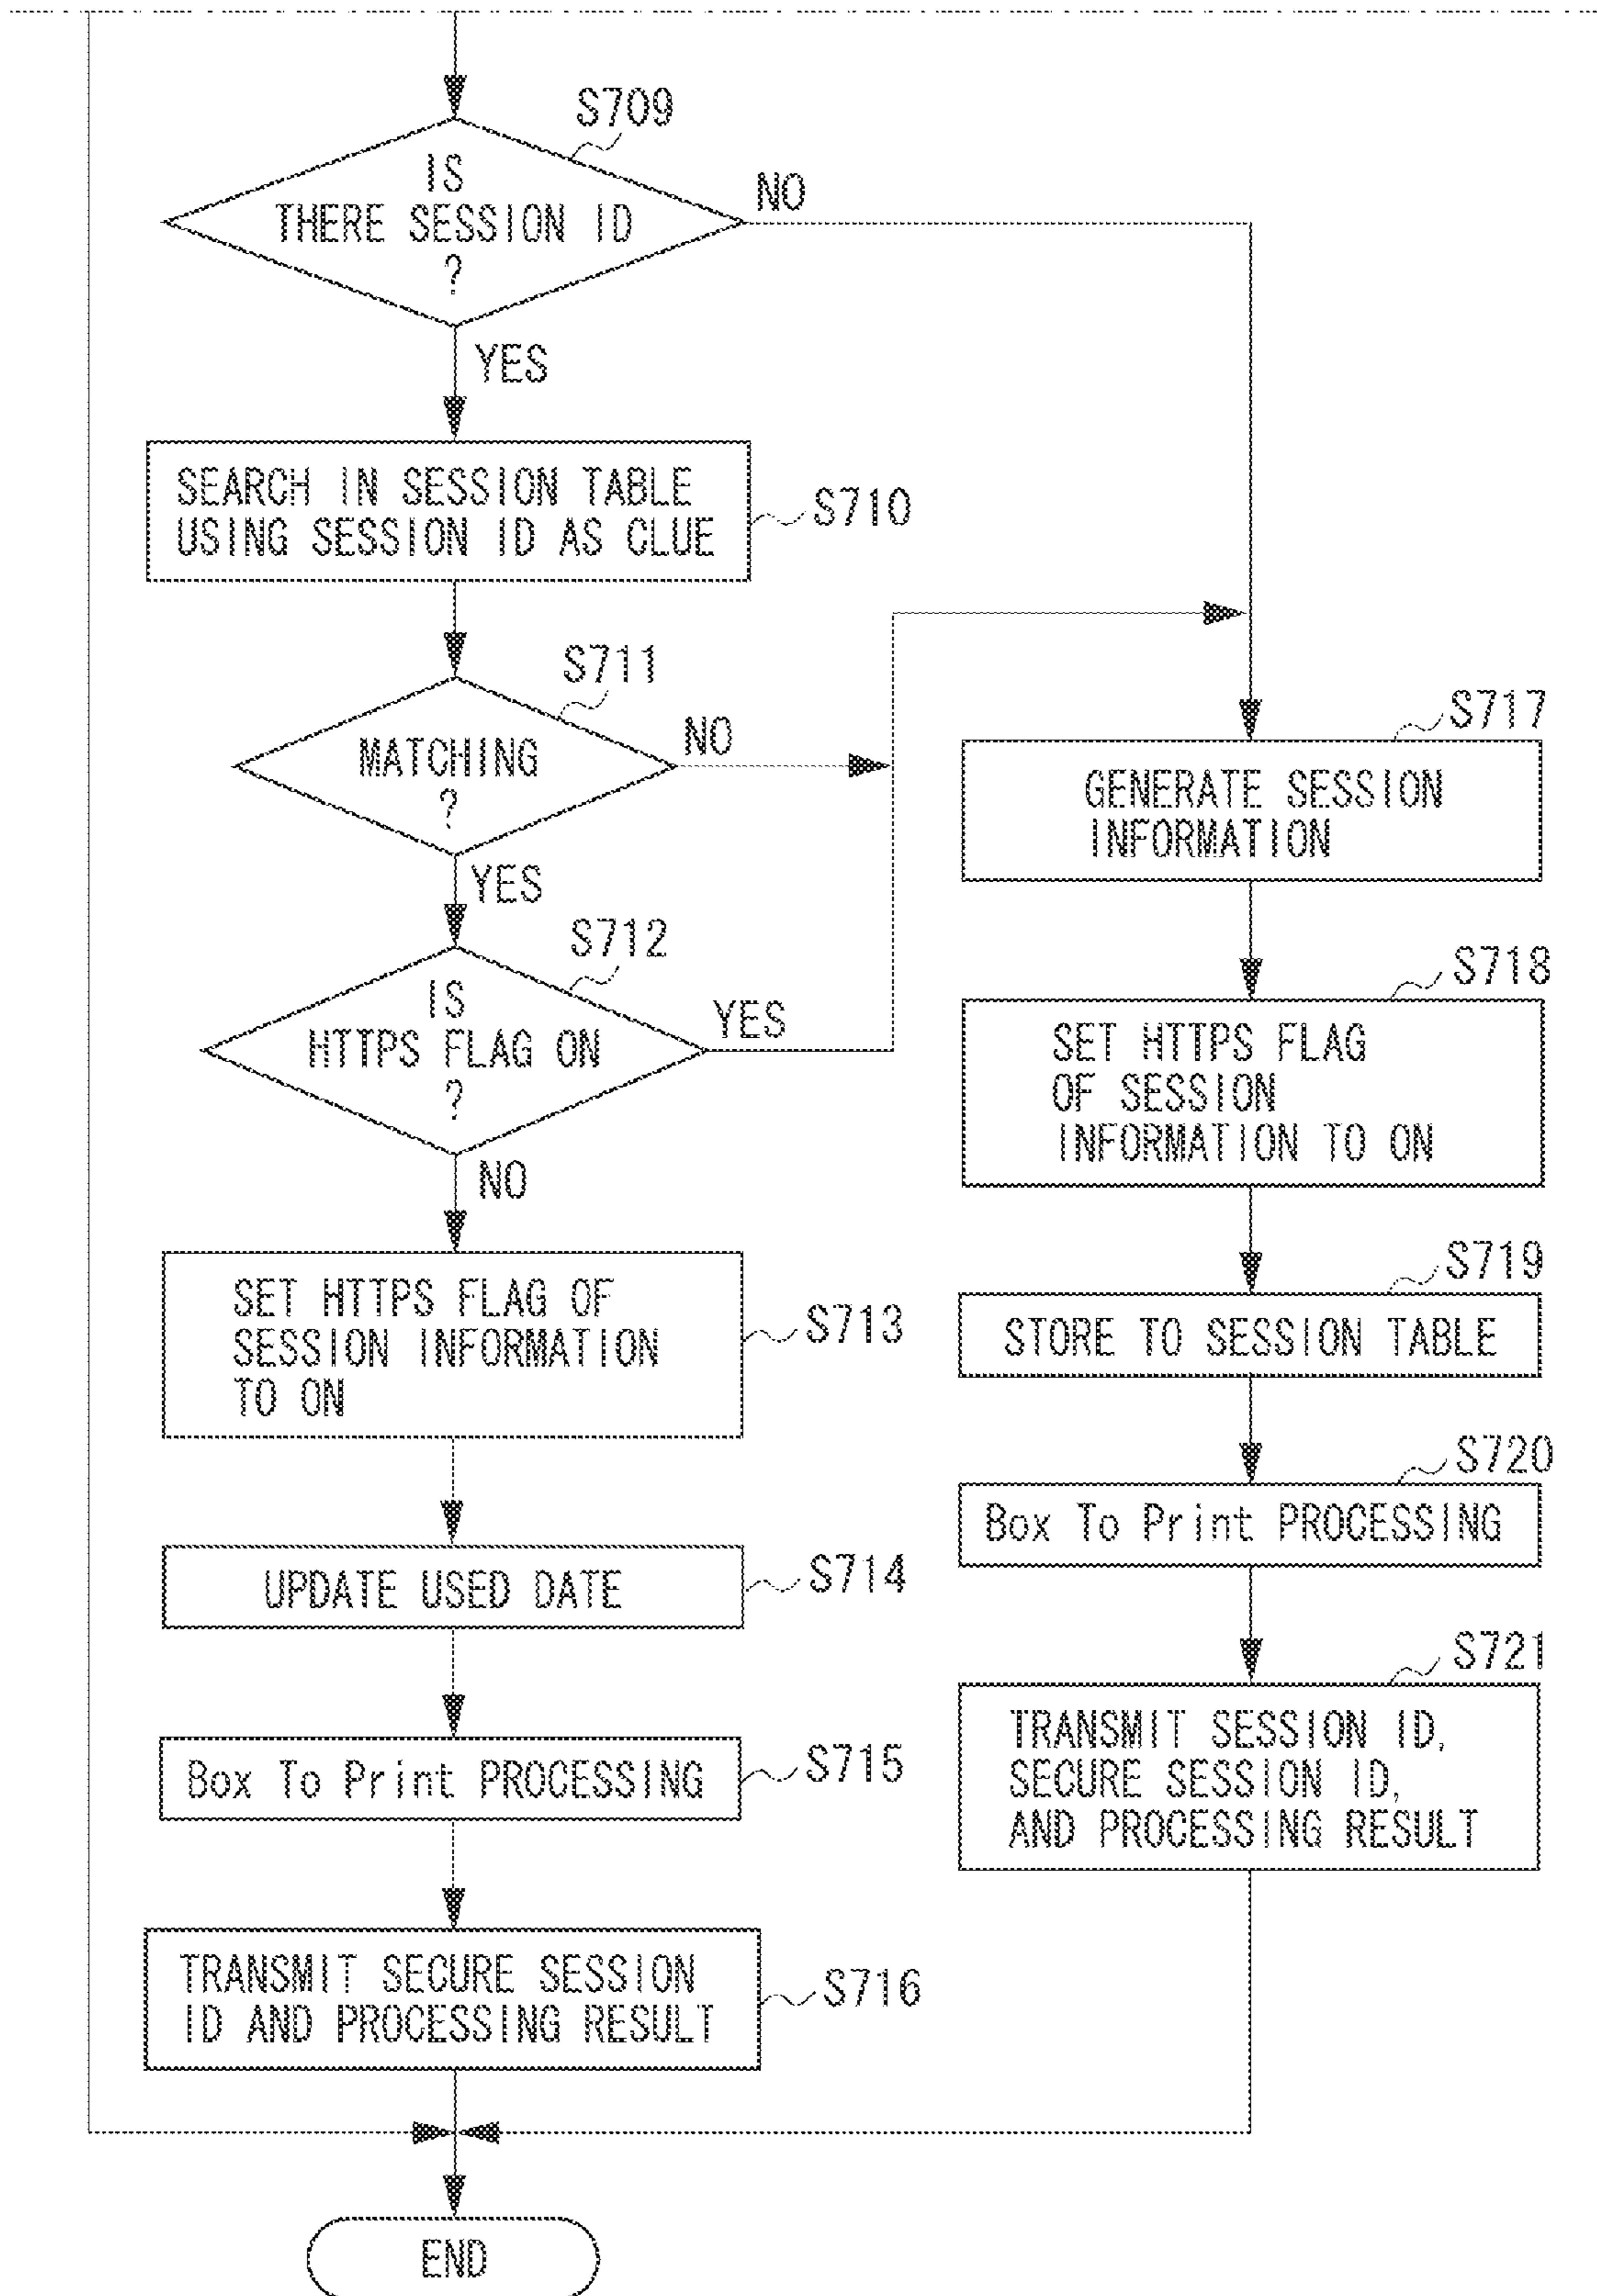 S709
IS
THERE SESSION ID
?
NO
YES
SEARCH IN SESSION TABLE
USING SESSION ID AS CLUE
S710
S711
MATCHING
?
NO
YES
S712
IS
HTTPS FLAG ON
?
YES
NO
SET HTTPS FLAG OF
SESSION INFORMATION
TO ON
S713
UPDATE USED DATE
S714
Box To Print PROCESSING
S715
TRANSMIT SECURE SESSION
ID AND PROCESSING RESULT
S716
S717
GENERATE SESSION
INFORMATION
S718
SET HTTPS FLAG
OF SESSION
INFORMATION TO ON
S719
STORE TO SESSION TABLE
S720
Box To Print PROCESSING
S721
TRANSMIT SESSION ID,
SECURE SESSION ID,
AND PROCESSING RESULT
END